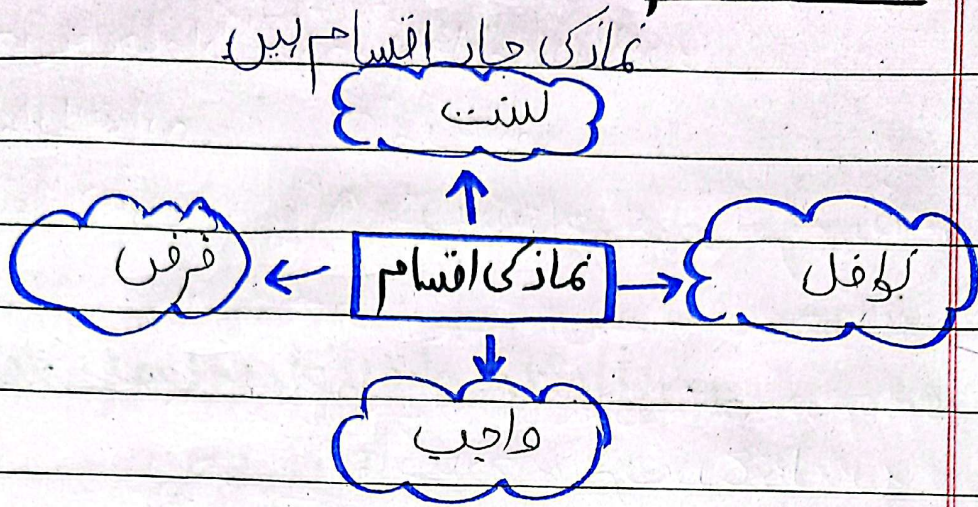 نماز کی چار اقسام ہیں
سنت
نوافل
نماز کی اقسام
فرض
واجب